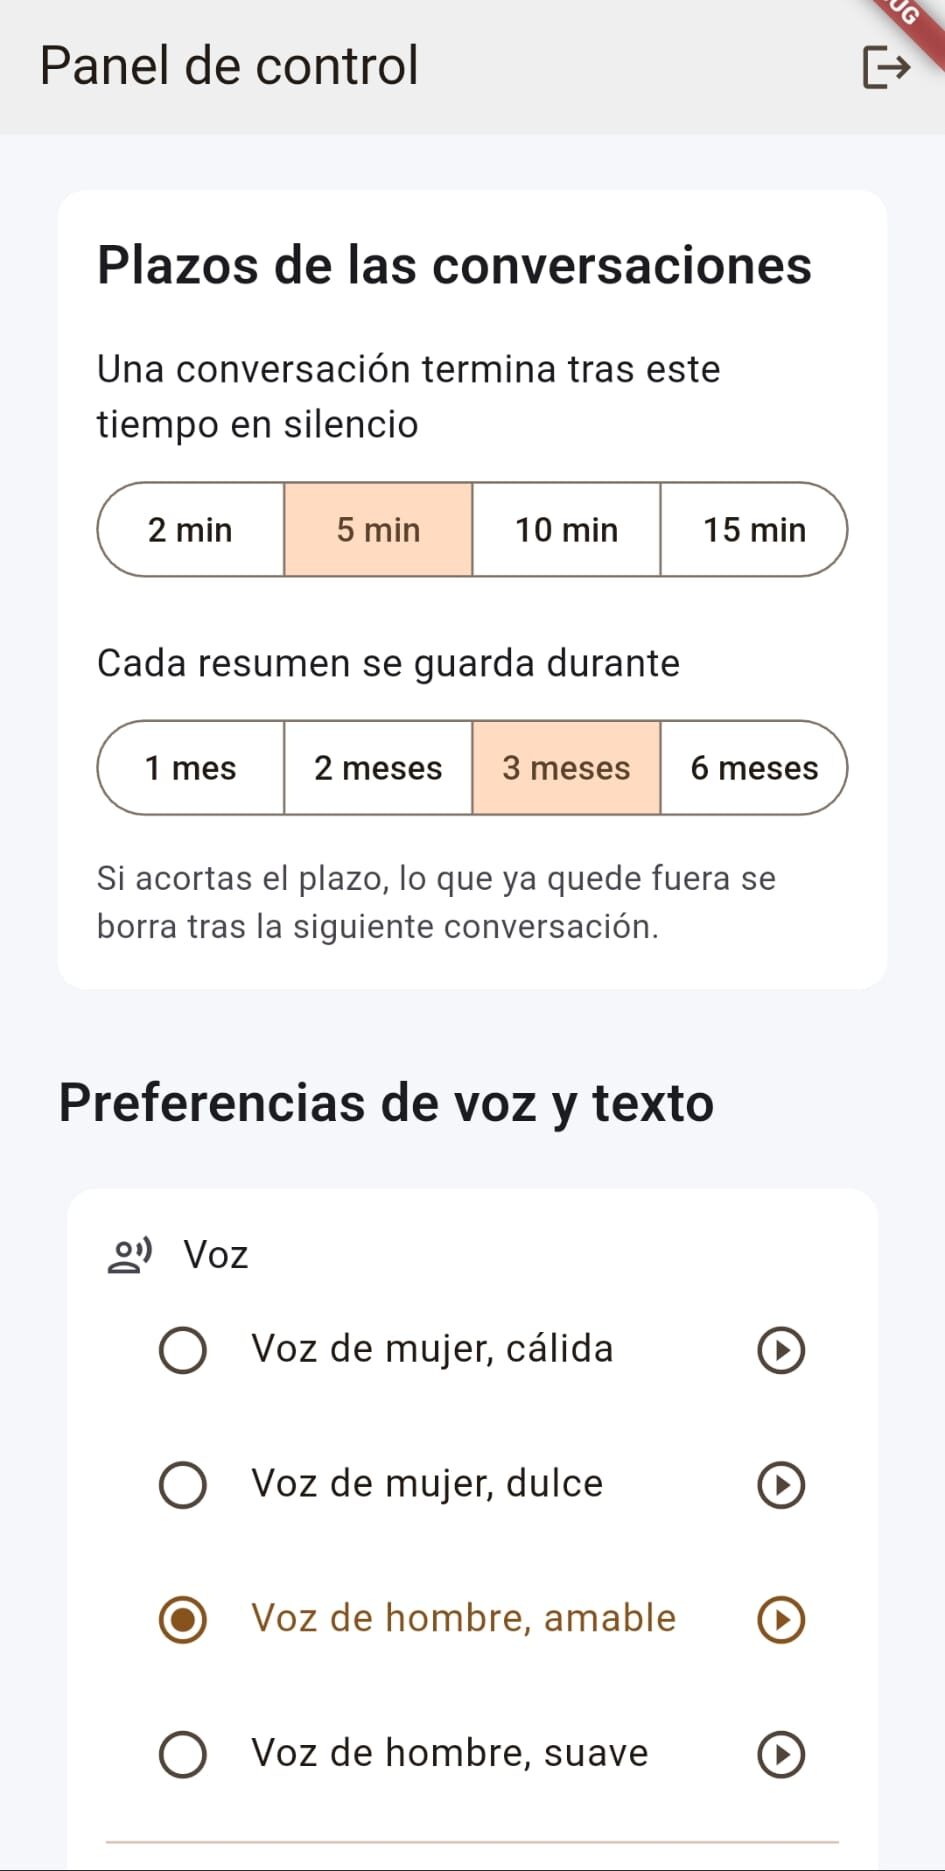 Panel de control
Plazos de las conversaciones
Una conversación termina tras este
tiempo en silencio
2 min 5 min 10 min 15 min
Cada resumen se guarda durante
1 mes 2 meses 3 meses 6 meses
Si acortas el plazo, lo que ya quede fuera se
borra tras la siguiente conversación.
Preferencias de voz y texto
Voz
Voz de mujer, cálida
Voz de mujer, dulce
Voz de hombre, amable
Voz de hombre, suave